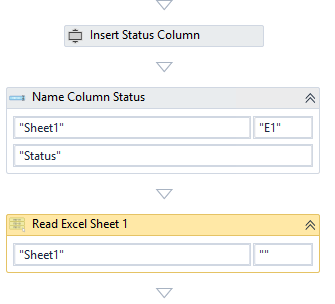 Insert Status Column
Name Column Status
"Sheet1" "E1"
"Status"
Read Excel Sheet 1
"Sheet1" ""